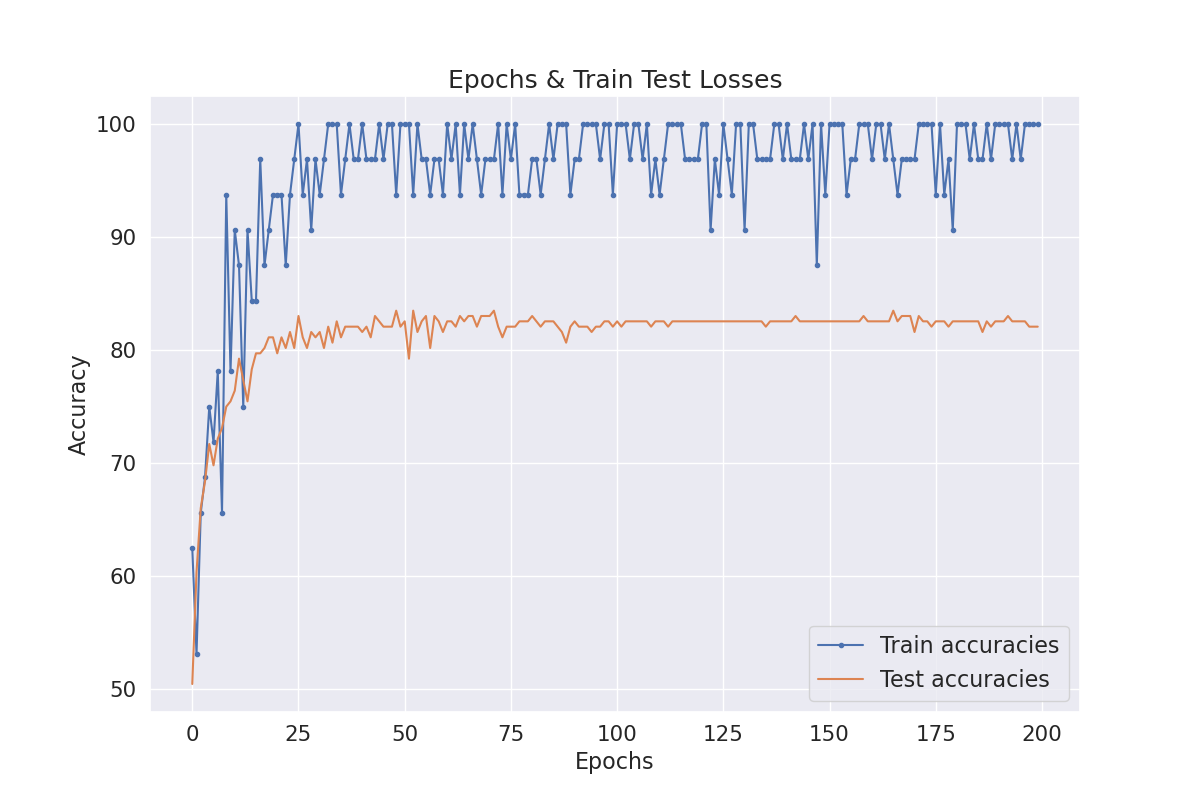 Epochs & Train Test Losses
100
90
80
70
60
50
Accuracy
0 25 50 75 100 125 150 175 200
Epochs
Train accuracies
Test accuracies